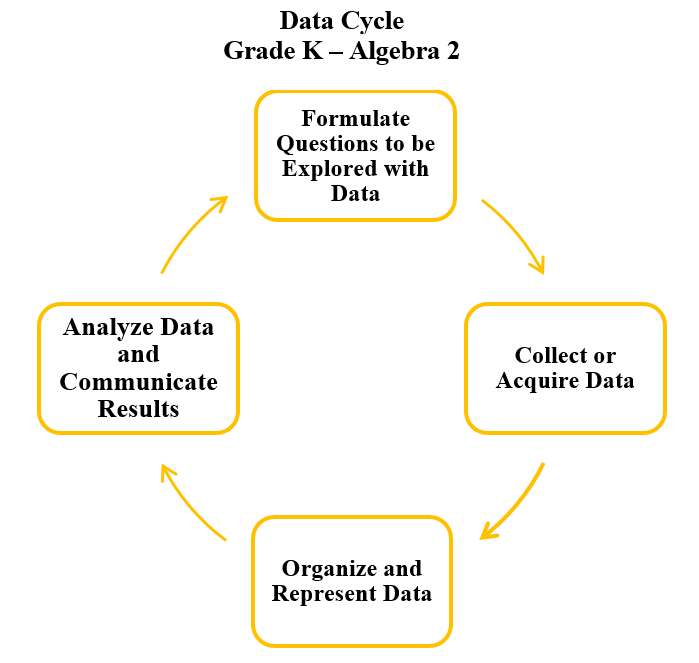 Data Cycle
Grade K – Algebra 2
Formulate
Questions to be
Explored with
Data
Collect or
Acquire Data
Organize and
Represent Data
Analyze Data
and
Communicate
Results